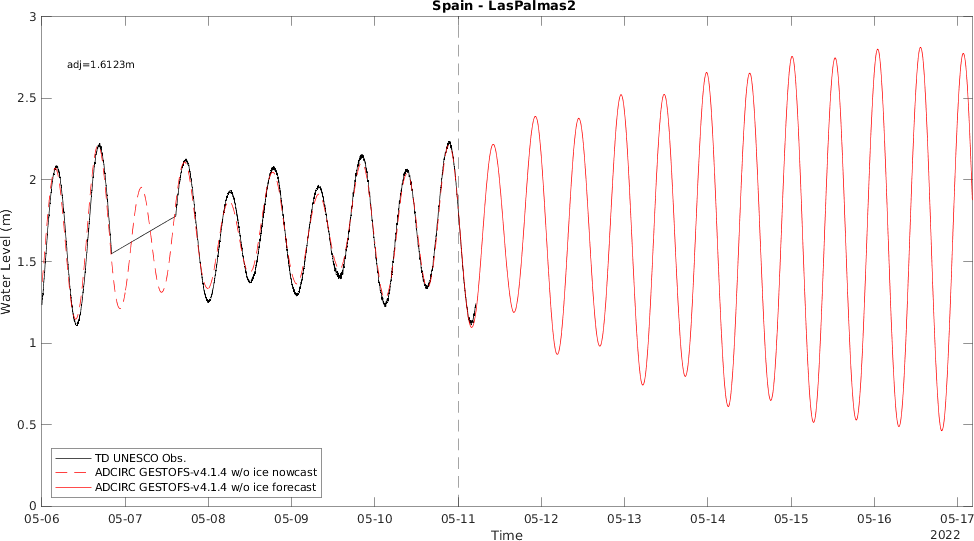 Spain - LasPalmas2
adj=1.6123m
3
2.5
2
1.5
1
0.5
0
Water Level (m)
TD UNESCO Obs.
ADCIRC GESTOFS-v4.1.4 w/o ice nowcast
ADCIRC GESTOFS-v4.1.4 w/o ice forecast
05-06 05-07 05-08 05-09 05-10 05-11 05-12 05-13 05-14 05-15 05-16 05-17
Time
2022